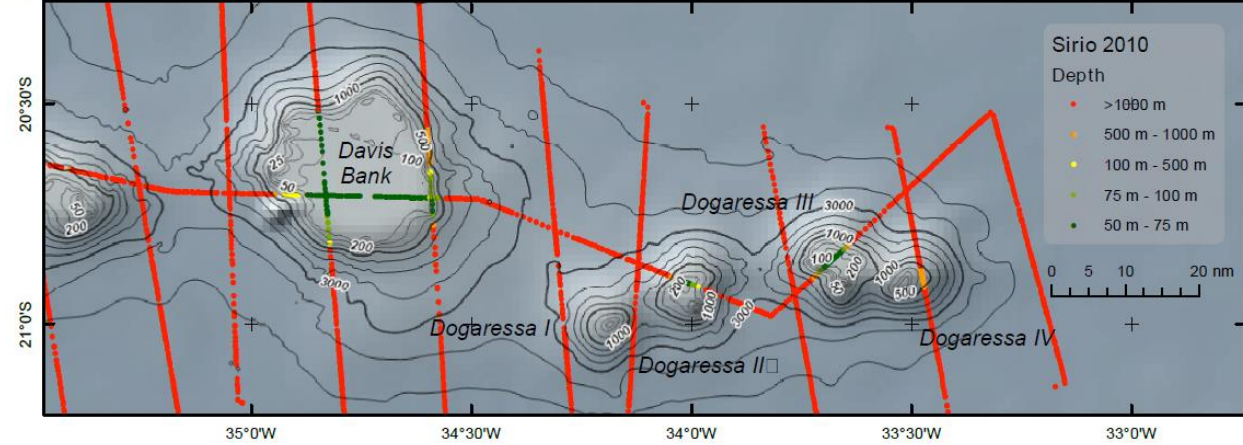 Sirio 2010
Depth
>1000 m
500 m - 1000 m
100 m - 500 m
75 m - 100 m
50 m - 75 m
0 5 10 20 nm
20°30'S
21°0'S
1000
500
25
Davis
100
Bank
50
200
3000
50
200
Dogaressa III
3000
1000
100
200
1000
50
500
200
1000
3000
Dogaressa I
1000
Dogaressa IV
Dogaressa II□
35°0'W
34°30'W
34°0'W
33°30'W
33°0'W